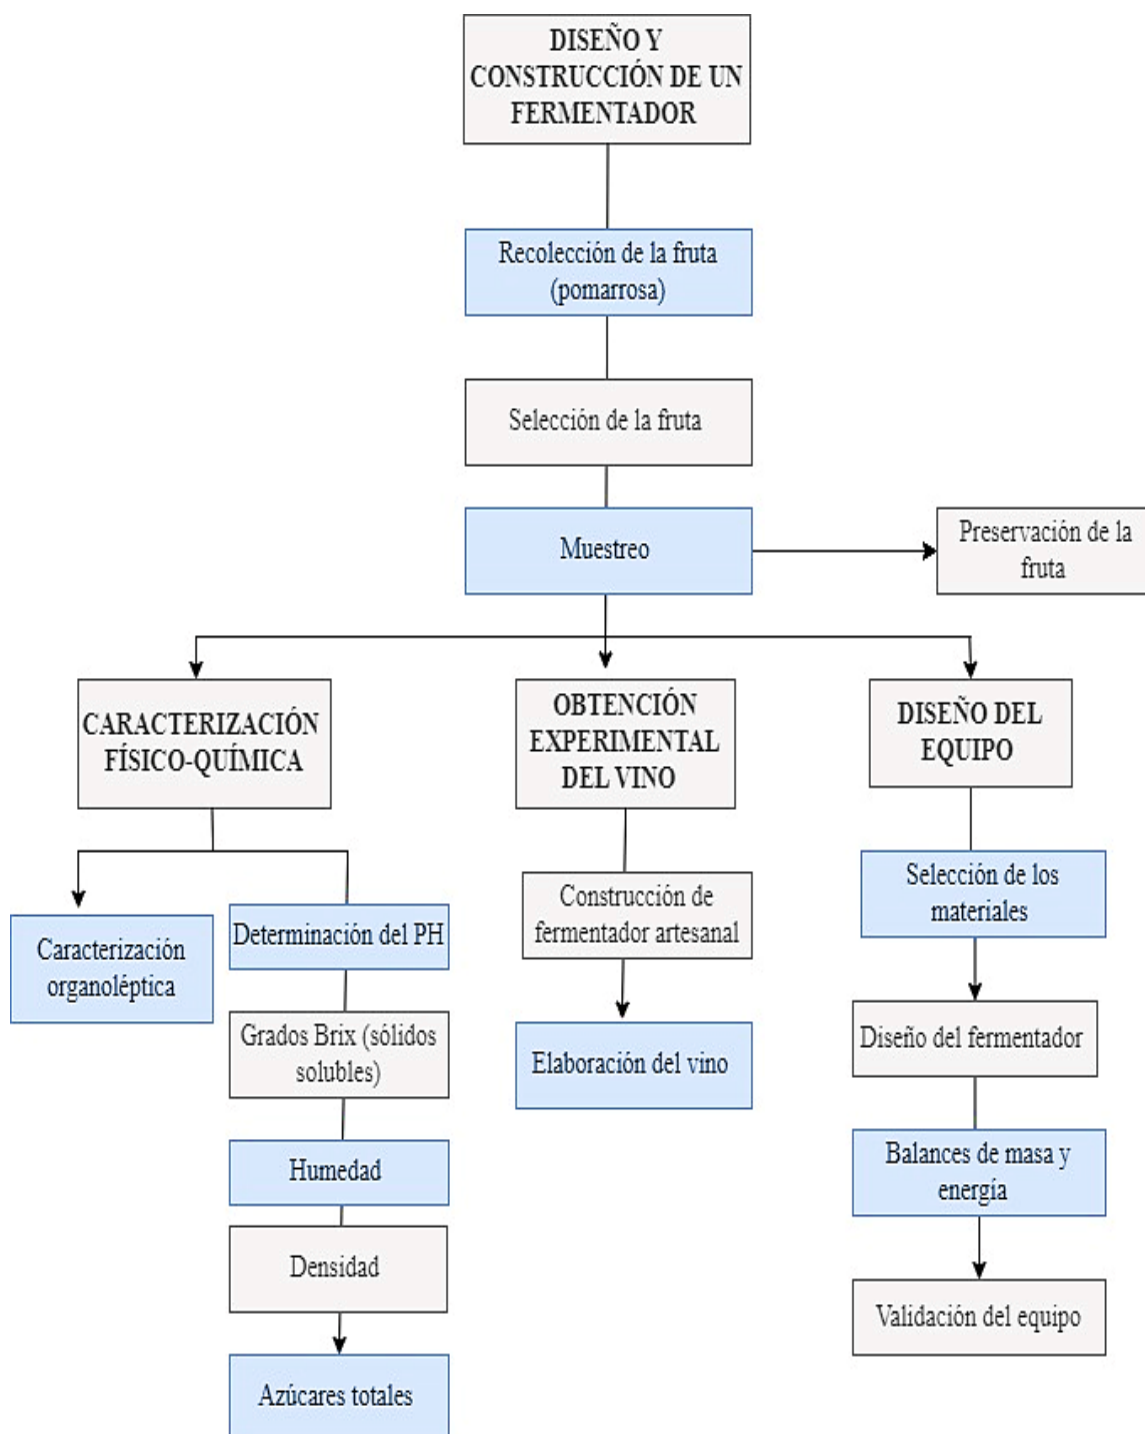 DISEÑO Y
CONSTRUCCIÓN DE UN
FERMENTADOR
Recolección de la fruta
(pomarrosa)
Selección de la fruta
Muestreo
Preservación de la
fruta
CARACTERIZACIÓN
FÍSICO-QUÍMICA
Caracterización
organoléptica
Determinación del PH
Grados Brix (sólidos
solubles)
Humedad
Densidad
Azúcares totales
OBTENCIÓN
EXPERIMENTAL
DEL VINO
Construcción de
fermentador artesanal
Elaboración del vino
DISEÑO DEL
EQUIPO
Selección de los
materiales
Diseño del fermentador
Balances de masa y
energía
Validación del equipo